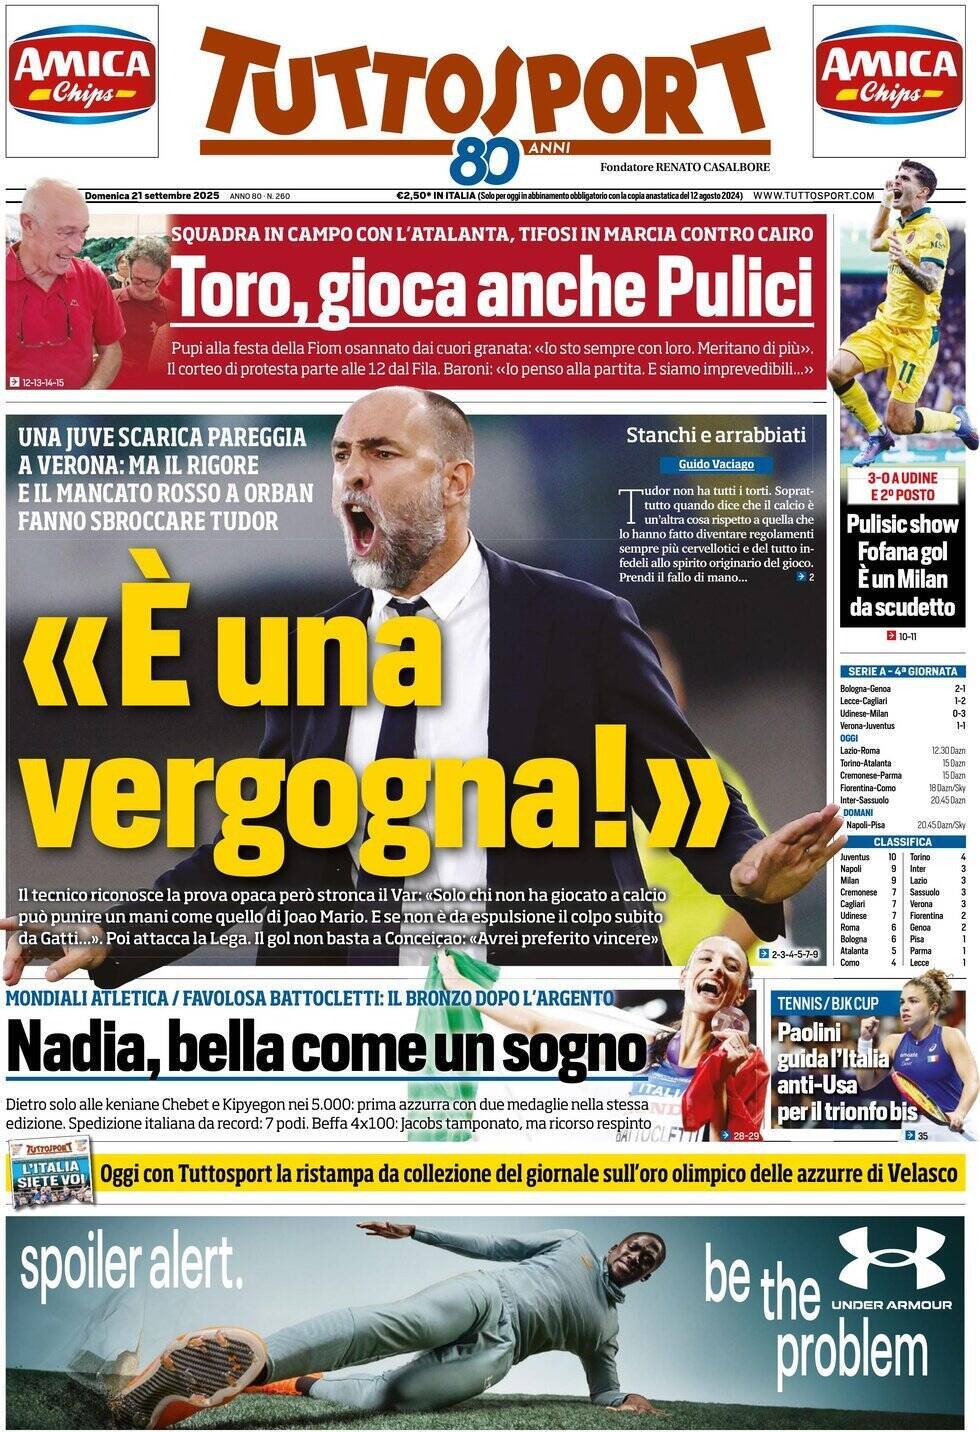 AMICA
Chips
TUTTOSPORT
80 ANNI
Fondatore RENATO CASALBORE
AMICA
Chips
Domenica 21 settembre 2025 ANNO 80 - N. 260 €2,50* IN ITALIA (Solo per oggi in abbinamento obbligatorio con la copia anastatica del 12 agosto 2024) WWW.TUTTOSPORT.COM
SQUADRA IN CAMPO CON L'ATALANTA, TIFOSI IN MARCIA CONTRO CAIRO
Toro, gioca anche Pulici
Pupi alla festa della Fiom osannato dai cuori granata: «Io sto sempre con loro. Meritano di più».
Il corteo di protesta parte alle 12 dal Fila. Baroni: «Io penso alla partita. E siamo imprevedibili...»
12-13-14-15
11
3-0 A UDINE
E 2º POSTO
Pulisic show
Fofana gol
È un Milan
da scudetto
10-11
UNA JUVE SCARICA PAREGGIA
A VERONA: MA IL RIGORE
E IL MANCATO ROSSO A ORBAN
FANNO SBROCCARE TUDOR
«È una
vergogna!»
Stanchi e arrabbiati
Guido Vaciago
Tudor non ha tutti i torti. Soprat-
tutto quando dice che il calcio è
un'altra cosa rispetto a quella che
lo hanno fatto diventare regolamenti
sempre più cervellotici e del tutto in-
fedeli allo spirito originario del gioco.
Prendi il fallo di mano... 2
Il tecnico riconosce la prova opaca però stronca il Var: «Solo chi non ha giocato a calcio
può punire un mani come quello di Joao Mario. E se non è da espulsione il colpo subito
da Gatti...». Poi attacca la Lega. Il gol non basta a Conceiçao: «Avrei preferito vincere»
2-3-4-5-7-9
SERIE A - 4ª GIORNATA
Bologna-Genoa 2-1
Lecce-Cagliari 1-2
Udinese-Milan 0-3
Verona-Juventus 1-1
OGGI
Lazio-Roma 12.30 Dazn
Torino-Atalanta 15 Dazn
Cremonese-Parma 15 Dazn
Fiorentina-Como 18 Dazn/Sky
Inter-Sassuolo 20.45 Dazn
DOMANI
Napoli-Pisa 20.45 Dazn/Sky
CLASSIFICA
Juventus 10 Torino 4
Napoli 9 Inter 3
Milan 9 Lazio 3
Cremonese 7 Sassuolo 3
Cagliari 7 Verona 3
Udinese 7 Fiorentina 2
Roma 6 Genoa 2
Bologna 6 Pisa 1
Atalanta 5 Parma 1
Como 4 Lecce 1
MONDIALI ATLETICA / FAVOLOSA BATTOCLETTI: IL BRONZO DOPO L'ARGENTO
Nadia, bella come un sogno
Dietro solo alle keniane Chebet e Kipyegon nei 5.000: prima azzurra con due medaglie nella stessa
edizione. Spedizione italiana da record: 7 podi. Beffa 4x100: Jacobs tamponato, ma ricorso respinto
ITALIA
BATTOCLETTI
28-29
TENNIS/BJK CUP
Paolini
guida l'Italia
anti-Usa
per il trionfo bis
35
TUTTOSPORT
L'ITALIA
SIETE VOI
Oggi con Tuttosport la ristampa da collezione del giornale sull'oro olimpico delle azzurre di Velasco
spoiler alert.
be the
problem
UNDER ARMOUR